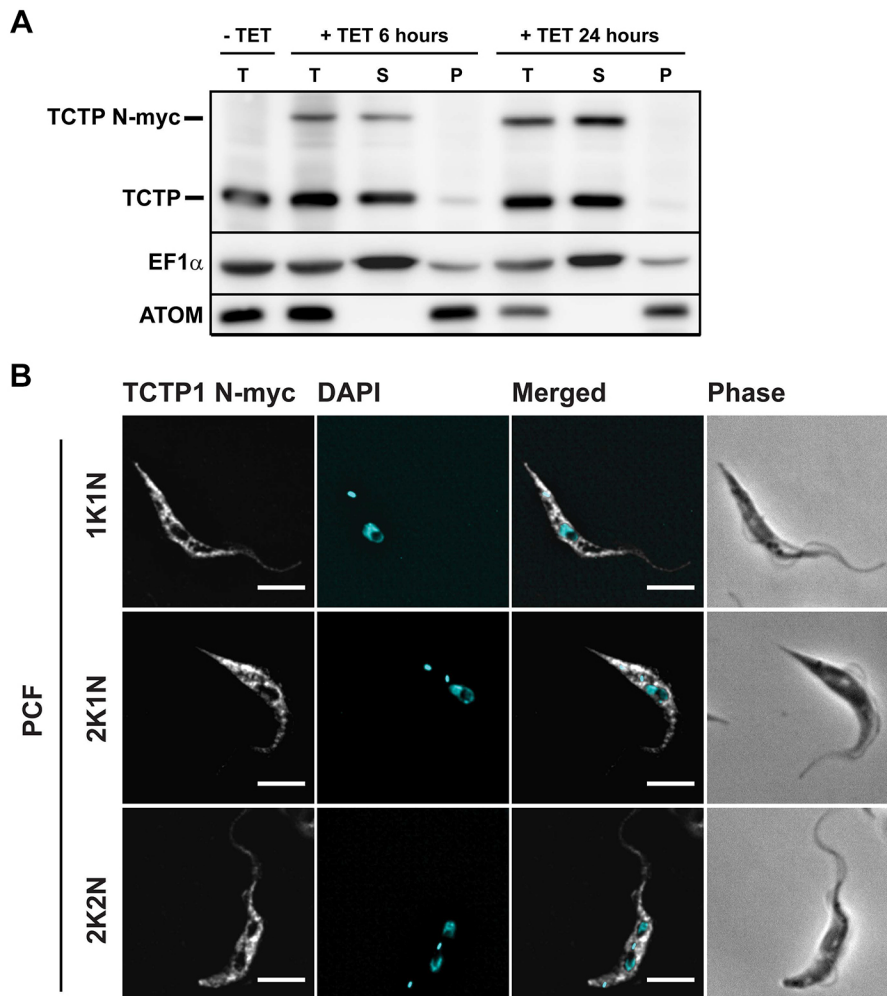 A
- TET + TET 6 hours + TET 24 hours
T T S P T S P
TCTP N-myc
TCTP
EF1α
ATOM
B
TCTP1 N-myc DAPI Merged Phase
PCF
1K1N
2K1N
2K2N